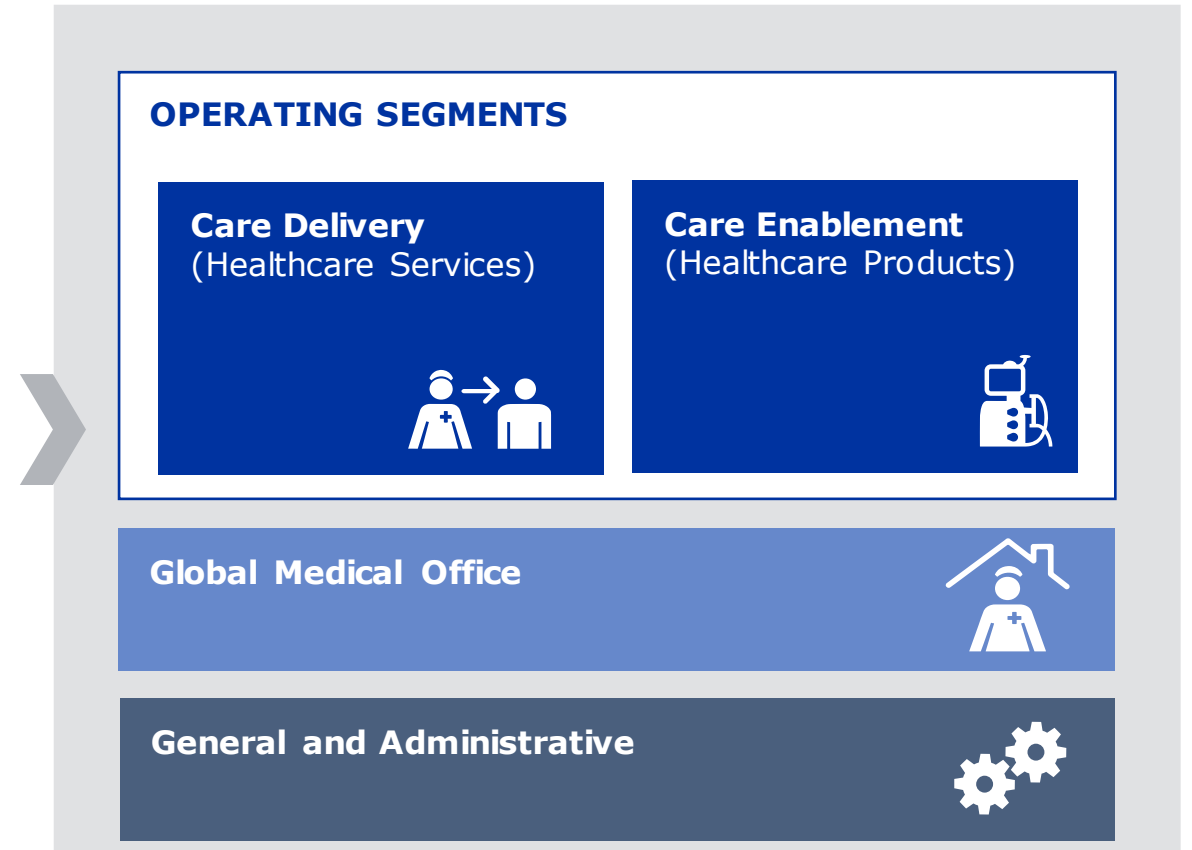 OPERATING SEGMENTS
Care Delivery
(Healthcare Services)
Care Enablement
(Healthcare Products)
Global Medical Office
General and Administrative